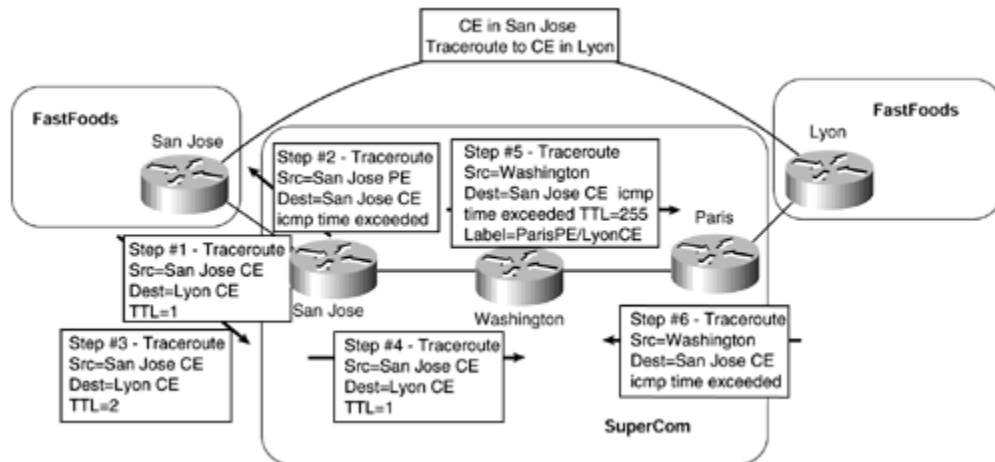 CE in San Jose
Traceroute to CE in Lyon
FastFoods
FastFoods
San Jose
Lyon
Step #2 - Traceroute
Src=San Jose PE
Dest=San Jose CE
icmp time exceeded
Step #5 - Traceroute
Src=Washington
Dest=San Jose CE icmp
time exceeded TTL=255
Label=ParisPE/LyonCE
Paris
Step #1 - Traceroute
Src=San Jose CE
Dest=Lyon CE
TTL=1
San Jose
Washington
Step #3 - Traceroute
Src=San Jose CE
Dest=Lyon CE
TTL=2
Step #4 - Traceroute
Src=San Jose CE
Dest=Lyon CE
TTL=1
Step #6 - Traceroute
Src=Washington
Dest=San Jose CE
icmp time exceeded
SuperCom